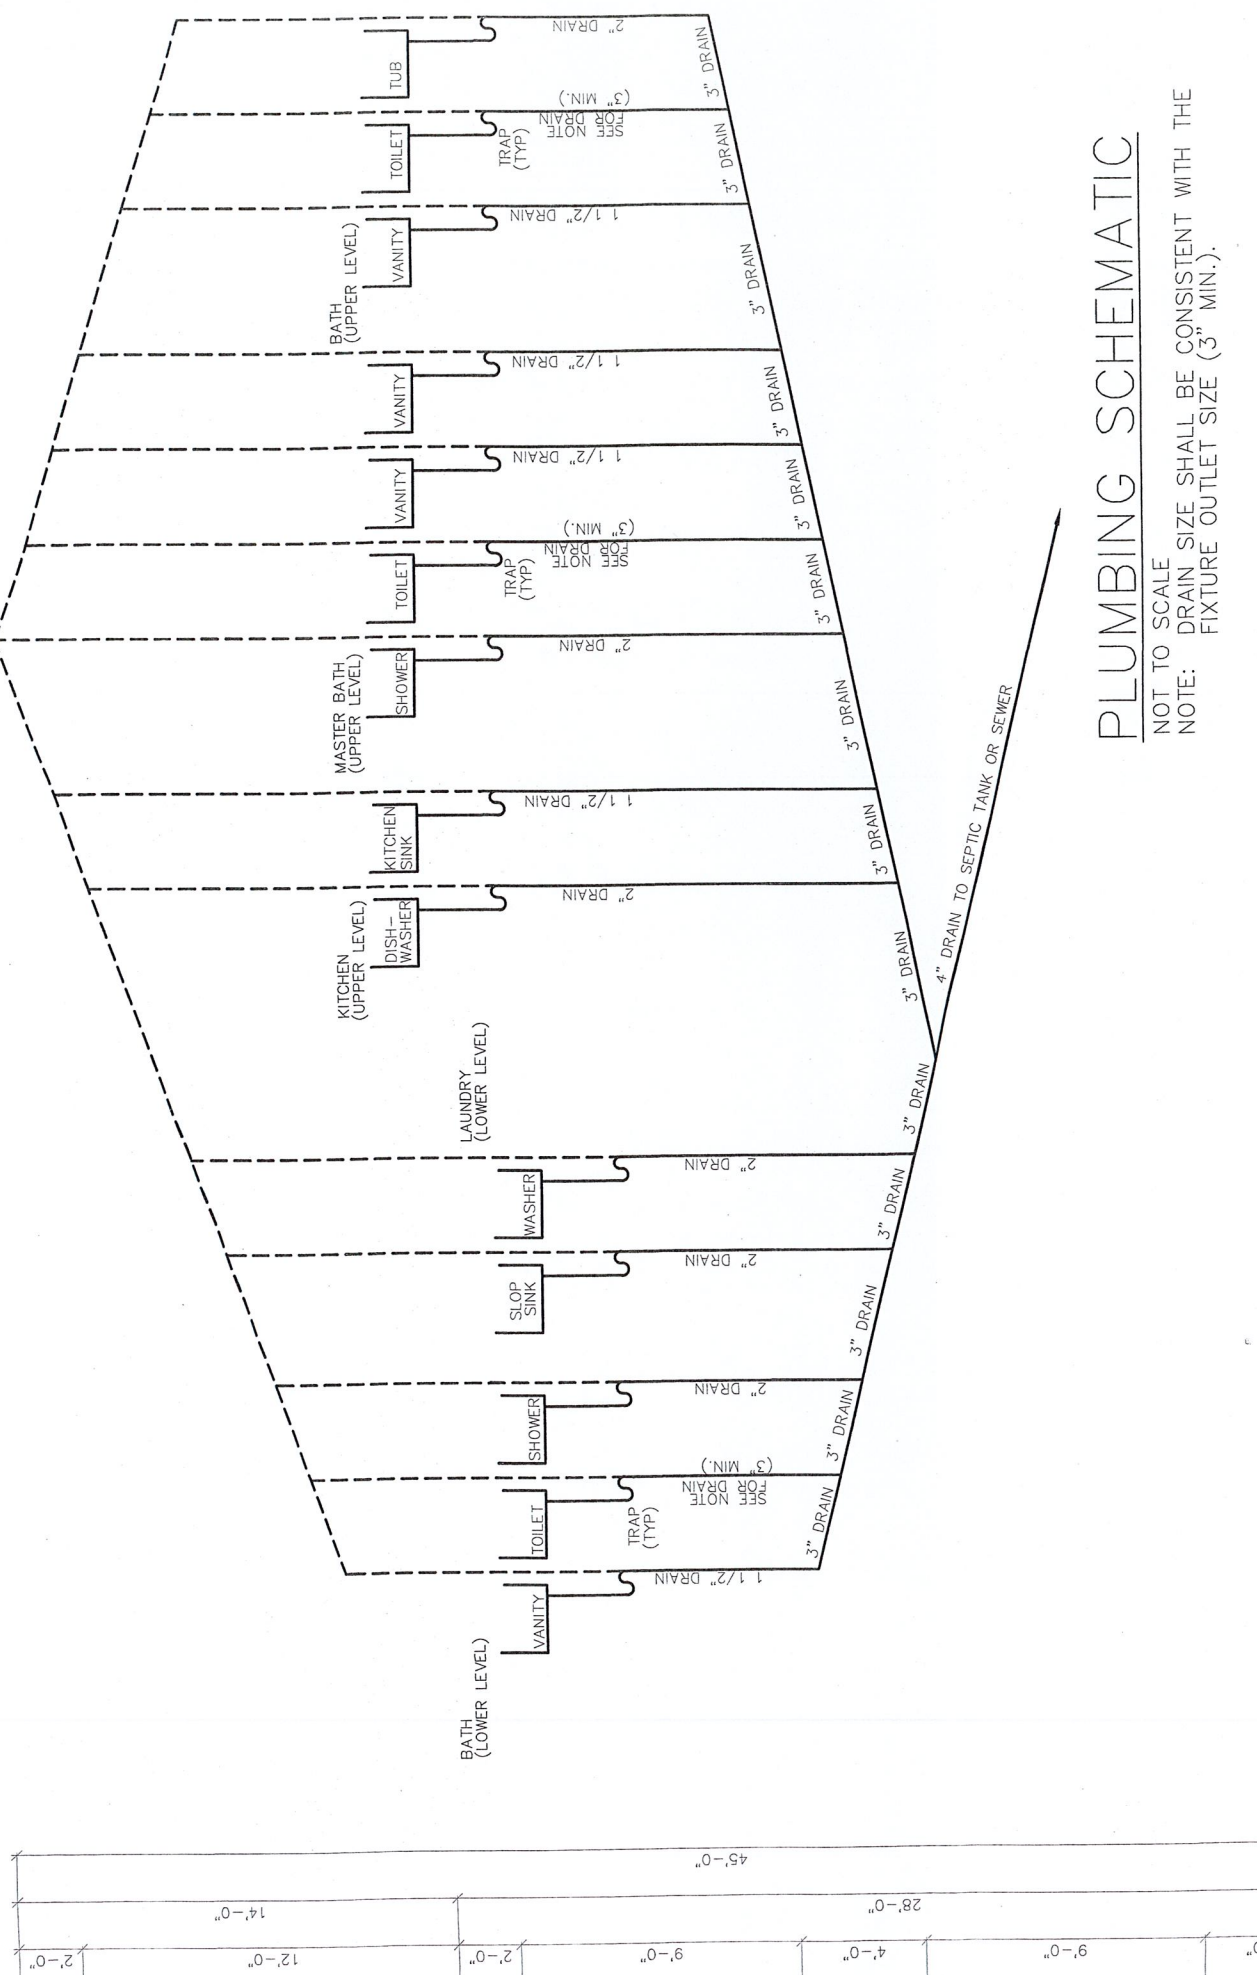 BATH
(LOWER LEVEL)
VANITY
1 1/2" DRAIN
TOILET
TRAP
(TYP)
SEE NOTE
FOR DRAIN
(3" MIN.)
SHOWER
2" DRAIN
LAUNDRY
(LOWER LEVEL)
SLOP
SINK
2" DRAIN
WASHER
2" DRAIN
3" DRAIN
3" DRAIN
3" DRAIN
3" DRAIN
3" DRAIN
KITCHEN
(UPPER LEVEL)
DISH-
WASHER
2" DRAIN
KITCHEN
SINK
1 1/2" DRAIN
MASTER BATH
(UPPER LEVEL)
SHOWER
2" DRAIN
TOILET
TRAP
(TYP)
SEE NOTE
FOR DRAIN
(3" MIN.)
VANITY
1 1/2" DRAIN
VANITY
1 1/2" DRAIN
BATH
(UPPER LEVEL)
VANITY
1 1/2" DRAIN
TOILET
TRAP
(TYP)
SEE NOTE
FOR DRAIN
(3" MIN.)
TUB
2" DRAIN
3" DRAIN
3" DRAIN
3" DRAIN
3" DRAIN
3" DRAIN
3" DRAIN
3" DRAIN
3" DRAIN
3" DRAIN
4" DRAIN TO SEPTIC TANK OR SEWER
PLUMBING SCHEMATIC
NOT TO SCALE
NOTE: DRAIN SIZE SHALL BE CONSISTENT WITH THE
FIXTURE OUTLET SIZE (3" MIN.).
45'-0"
14'-0"
28'-0"
2'-0"
12'-0"
2'-0"
9'-0"
4'-0"
9'-0"